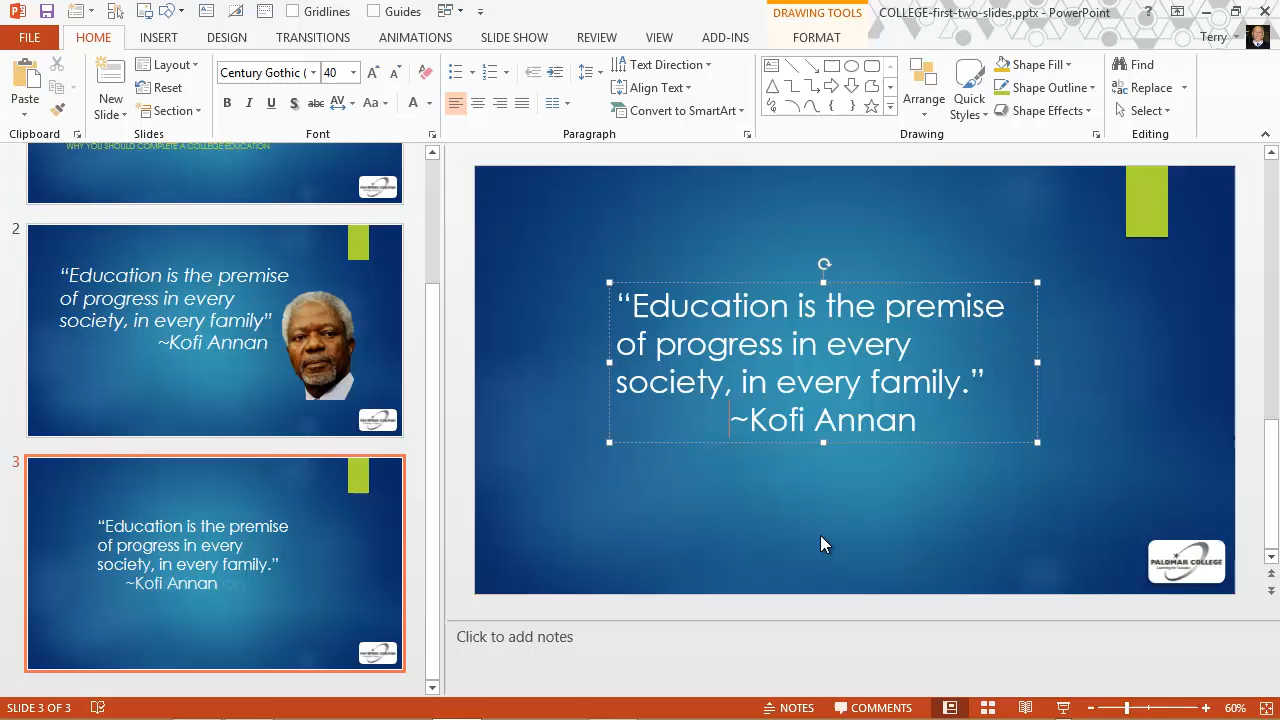 Gridlines
Guides
DRAWING TOOLS
COLLEGE-first-two-slides.pptx - PowerPoint
?
FILE
HOME
INSERT
DESIGN
TRANSITIONS
ANIMATIONS
SLIDE SHOW
REVIEW
VIEW
ADD-INS
FORMAT
Terry
Paste
Clipboard
New
Slide
Layout
Reset
Section
Slides
Century Gothic (
40
A
A
B
I
U
S
abc
AV
Aa
A
Font
Text Direction
Align Text
Convert to SmartArt
Paragraph
Arrange
Quick
Styles
Shape Fill
Shape Outline
Shape Effects
Drawing
Find
Replace
Select
Editing
WHY YOU SHOULD COMPLETE A COLLEGE EDUCATION
2
“Education is the premise
of progress in every
society, in every family”
~Kofi Annan
3
“Education is the premise
of progress in every
society, in every family.”
~Kofi Annan
“Education is the premise
of progress in every
society, in every family.”
~Kofi Annan
PALOMAR COLLEGE
Click to add notes
SLIDE 3 OF 3
NOTES
COMMENTS
60%